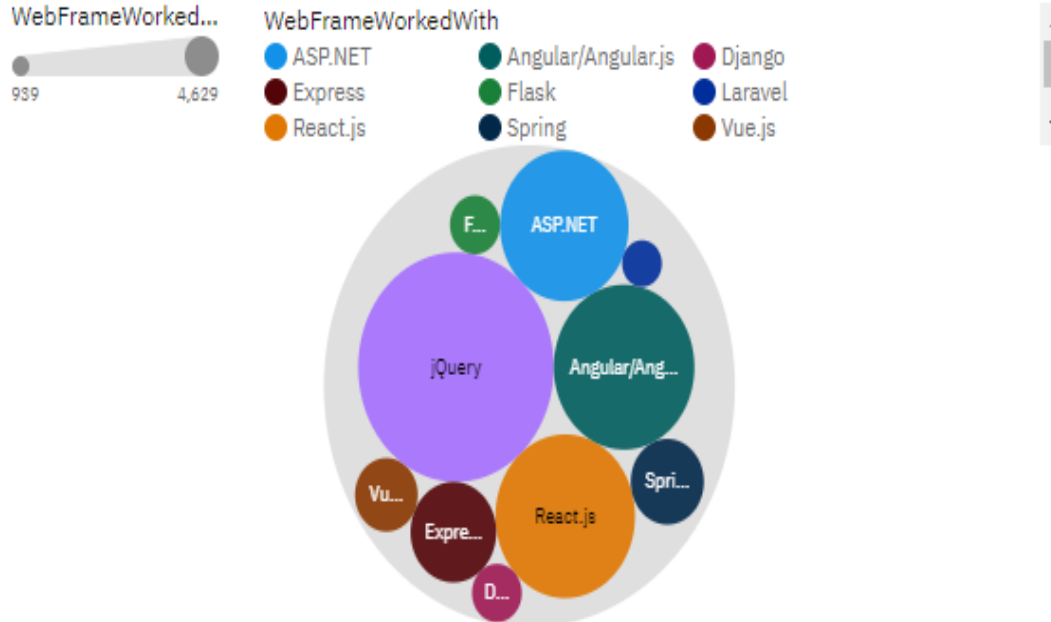 WebFrameWorked...
939 4,629
WebFrameWorkedWith
ASP.NET Angular/Angular.js Django
Express Flask Laravel
React.js Spring Vue.js
F...
ASP.NET
jQuery
Angular/Ang...
Vu...
Spri...
Expre...
React.js
D...